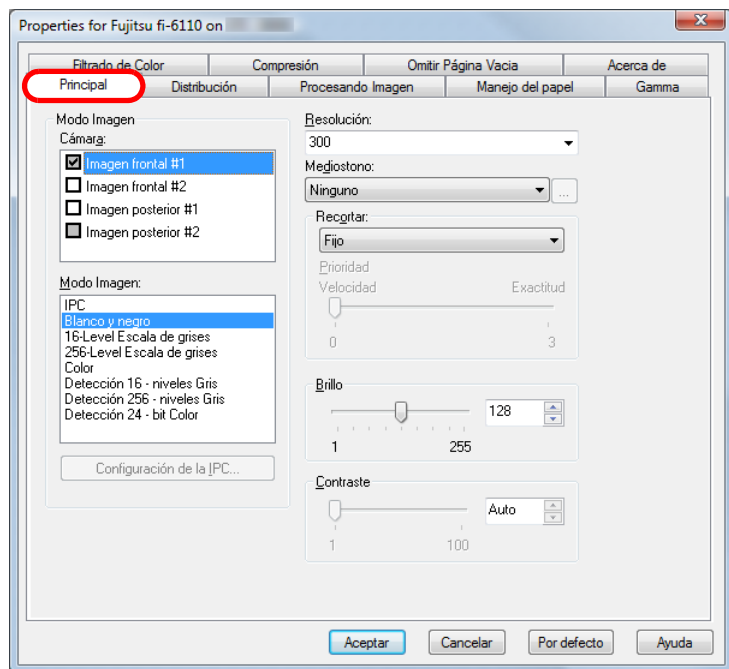 Properties for Fujitsu fi-6110 on
Filtrado de Color
Compresión
Omitir Página Vacia
Acerca de
Principal
Distribución
Procesando Imagen
Manejo del papel
Gamma
Modo Imagen
Cámara:
Imagen frontal #1
Imagen frontal #2
Imagen posterior #1
Imagen posterior #2
Modo Imagen:
IPC
Blanco y negro
16-Level Escala de grises
256-Level Escala de grises
Color
Detección 16 - niveles Gris
Detección 256 - niveles Gris
Detección 24 - bit Color
Configuración de la IPC...
Resolución:
300
Mediostono:
Ninguno
...
Recortar:
Fijo
Prioridad
Velocidad
Exactitud
0
3
Brillo
128
1
255
Contraste
Auto
1
100
Aceptar
Cancelar
Por defecto
Ayuda